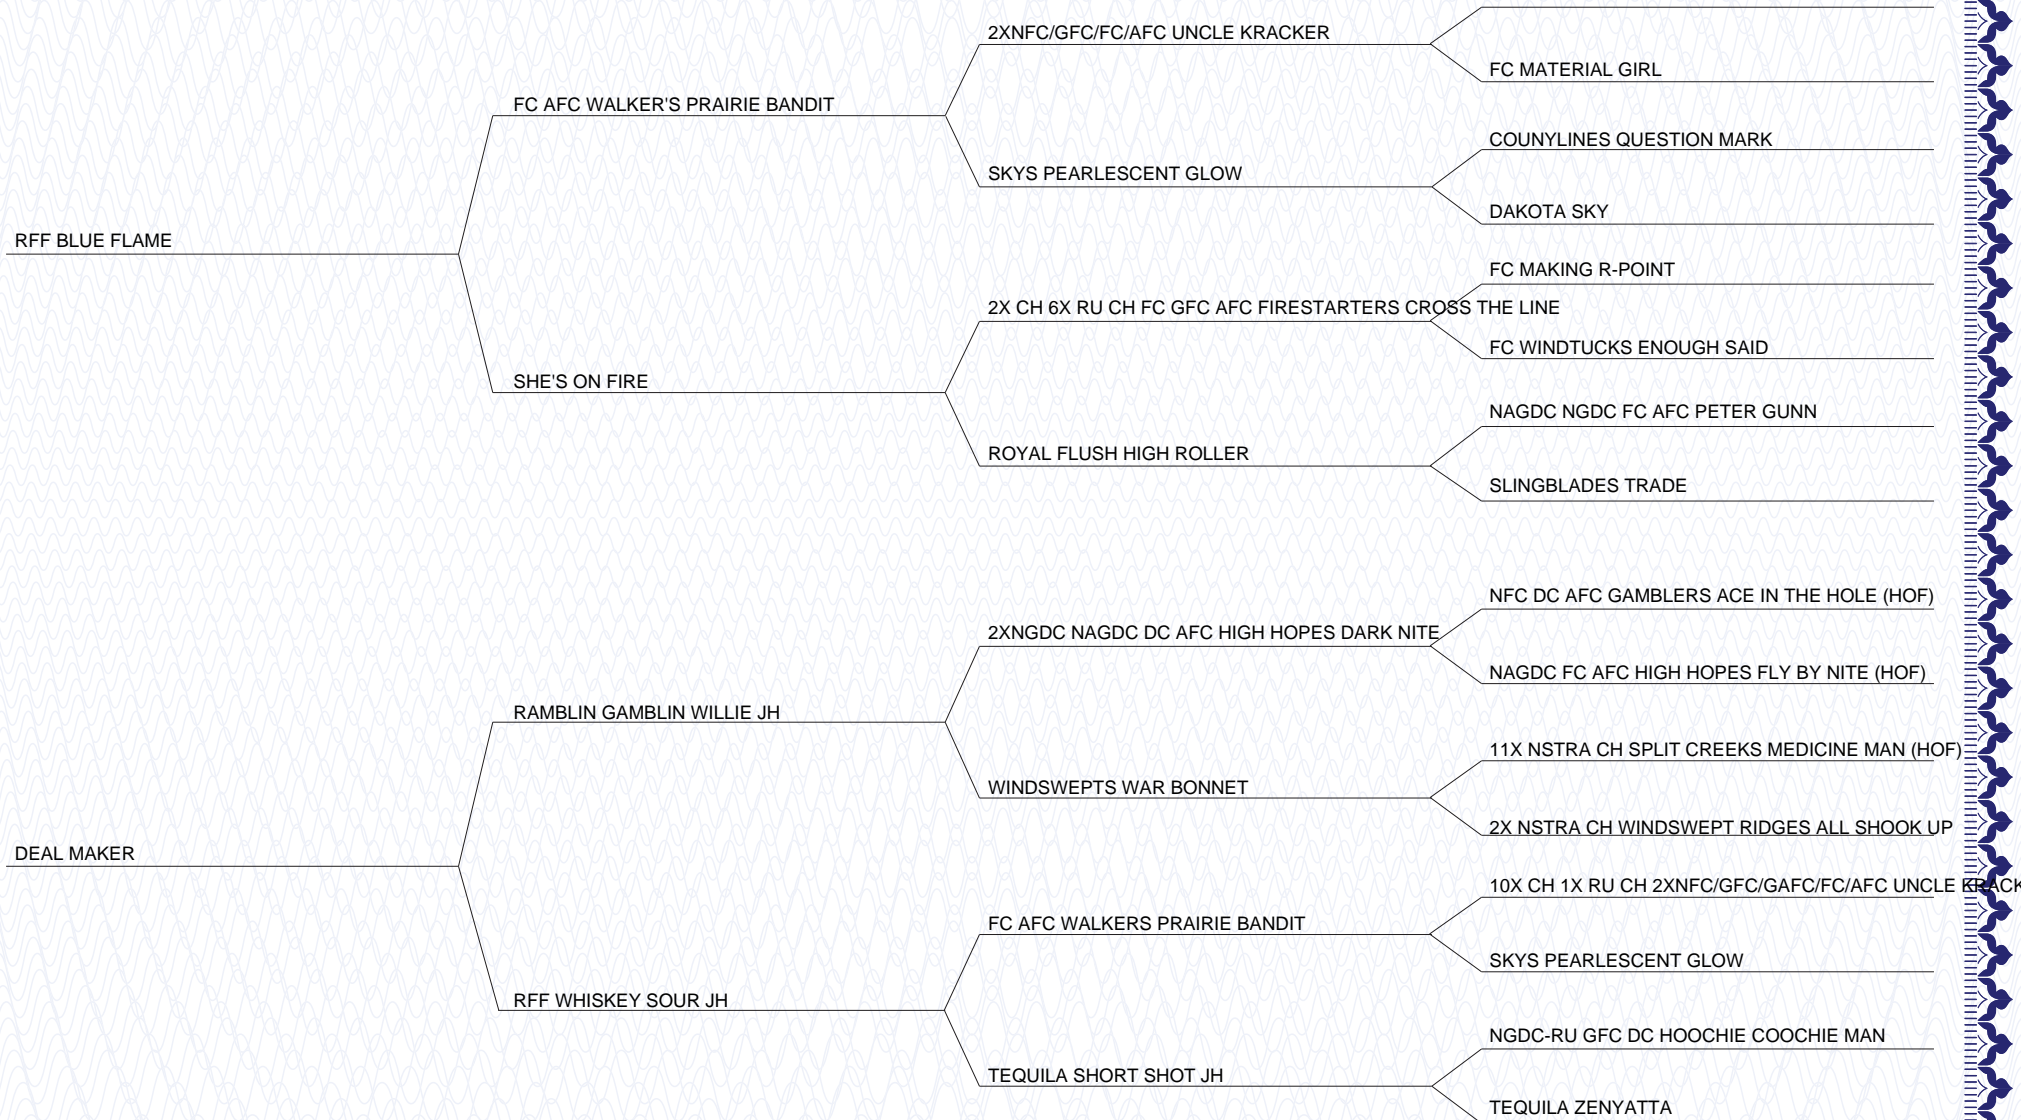 2XNFC/GFC/FC/AFC UNCLE KRACKER
FC MATERIAL GIRL
FC AFC WALKER'S PRAIRIE BANDIT
COUNYLINES QUESTION MARK
SKYS PEARLESCENT GLOW
DAKOTA SKY
RFF BLUE FLAME
FC MAKING R-POINT
2X CH 6X RU CH FC GFC AFC FIRESTARTERS CROSS THE LINE
FC WINDTUCKS ENOUGH SAID
SHE'S ON FIRE
NAGDC NGDC FC AFC PETER GUNN
ROYAL FLUSH HIGH ROLLER
SLINGBLADES TRADE
NFC DC AFC GAMBLERS ACE IN THE HOLE (HOF)
2XNGDC NAGDC DC AFC HIGH HOPES DARK NITE
NAGDC FC AFC HIGH HOPES FLY BY NITE (HOF)
RAMBLIN GAMBLIN WILLIE JH
11X NSTRA CH SPLIT CREEKS MEDICINE MAN (HOF)
WINDSWEPTS WAR BONNET
2X NSTRA CH WINDSWEPT RIDGES ALL SHOOK UP
DEAL MAKER
10X CH 1X RU CH 2XNFC/GFC/GAFC/FC/AFC UNCLE KRACK
FC AFC WALKERS PRAIRIE BANDIT
SKYS PEARLESCENT GLOW
RFF WHISKEY SOUR JH
NGDC-RU GFC DC HOOCHIE COOCHIE MAN
TEQUILA SHORT SHOT JH
TEQUILA ZENYATTA